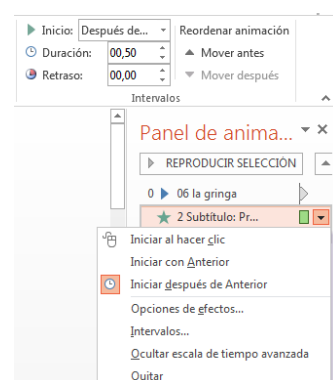 Inicio: Después de... Reordenar animación
Duración: 00,50 Mover antes
Retraso: 00,00 Mover después
Intervalos
Panel de anima...
REPRODUCIR SELECCIÓN
0 06 la gringa
2 Subtítulo: Pr...
Iniciar al hacer clic
Iniciar con Anterior
Iniciar después de Anterior
Opciones de efectos...
Intervalos...
Ocultar escala de tiempo avanzada
Quitar